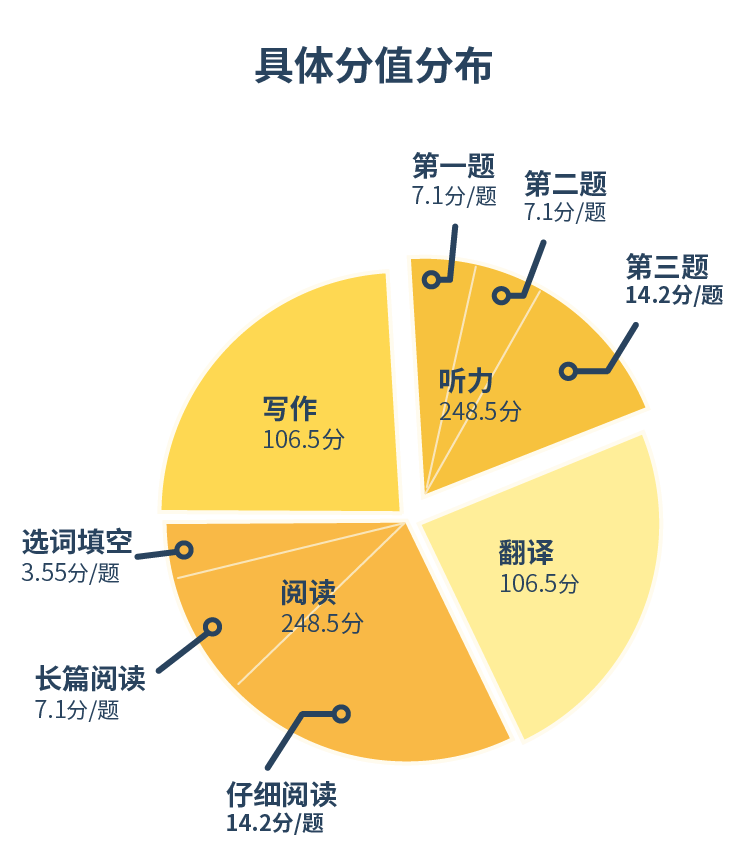 具体分值分布
第一题
7.1分/题
第二题
7.1分/题
第三题
14.2分/题
听力
248.5分
写作
106.5分
翻译
106.5分
选词填空
3.55分/题
阅读
248.5分
长篇阅读
7.1分/题
仔细阅读
14.2分/题